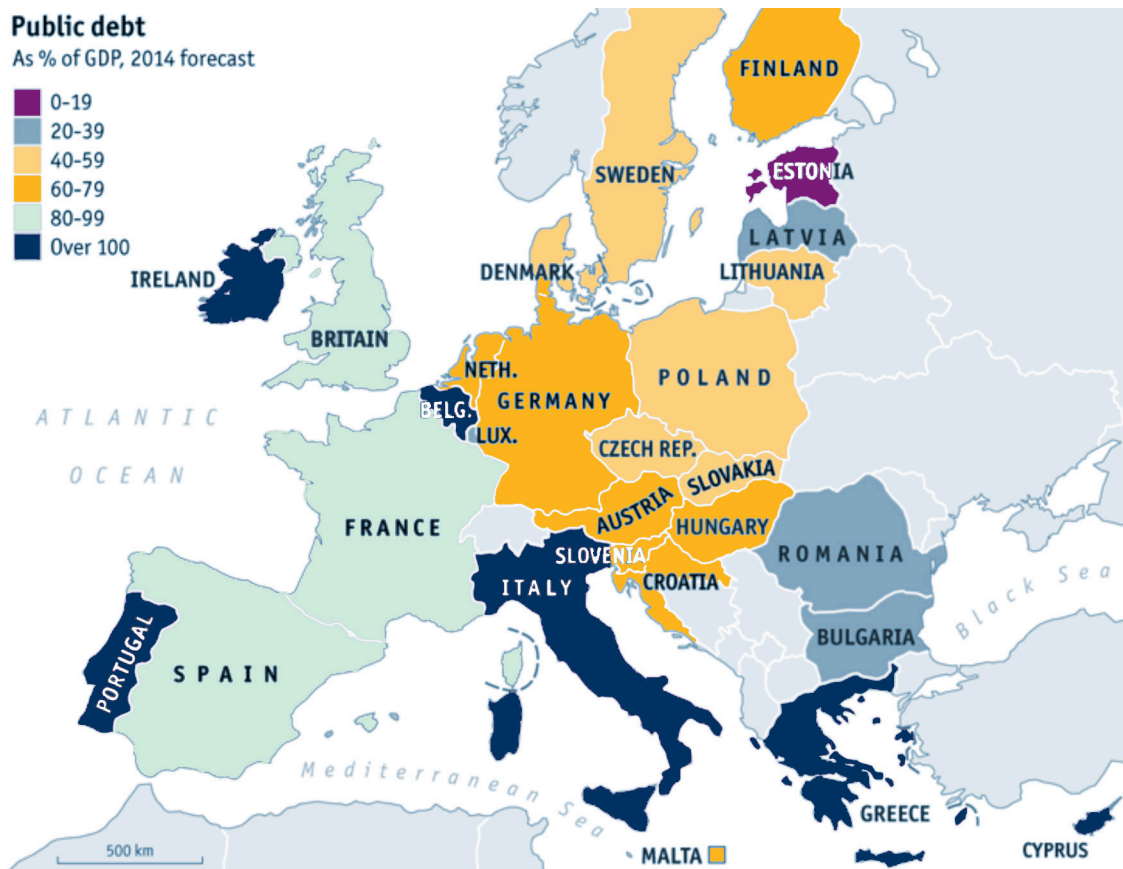 Public debt
As % of GDP, 2014 forecast
0-19
20-39
40-59
60-79
80-99
Over 100
FINLAND
SWEDEN
ESTONIA
LATVIA
LITHUANIA
DENMARK
IRELAND
BRITAIN
NETH.
GERMANY
POLAND
BELG.
LUX.
CZECH REP.
SLOVAKIA
ATLANTIC
OCEAN
FRANCE
AUSTRIA
HUNGARY
SLOVENIA
ITALY
CROATIA
ROMANIA
BULGARIA
Black Sea
PORTUGAL
SPAIN
Mediterranean Sea
GREECE
CYPRUS
MALTA
500 km